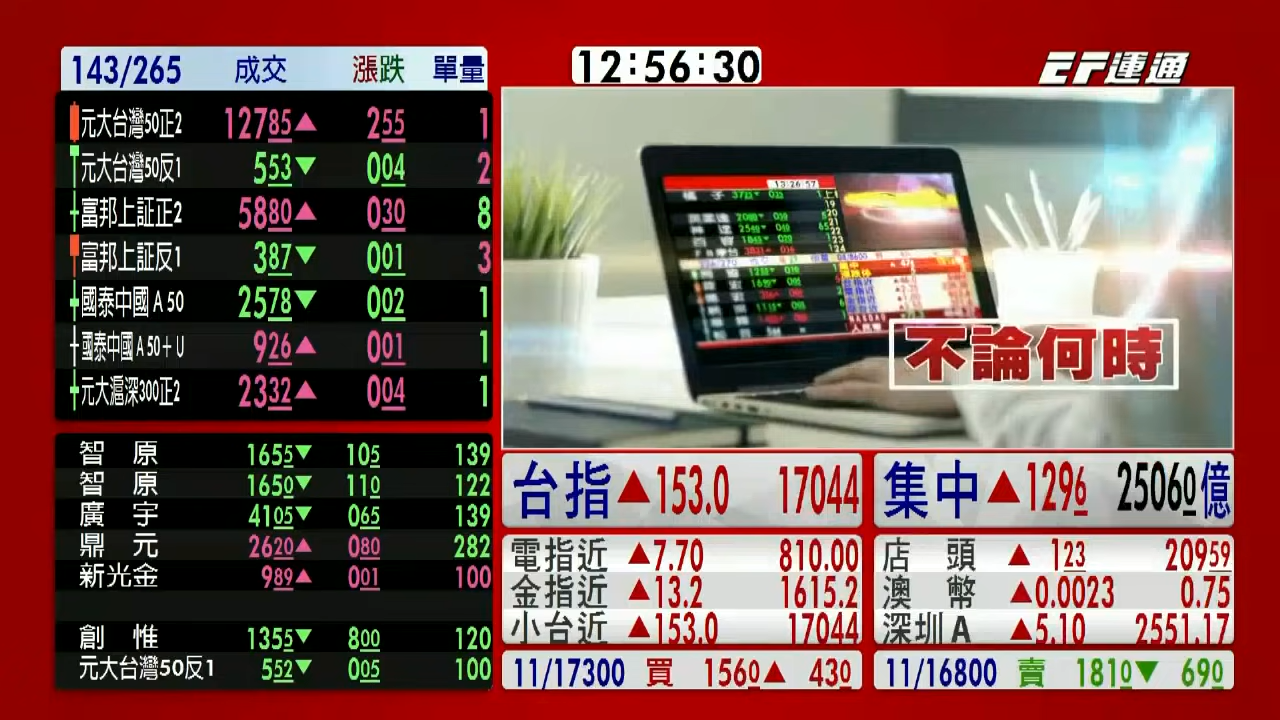 143/265 成交 漲跌 單量
12:56:30
EF運通
元大台灣50正2 12785▲ 255 1
元大台灣50反1 553▼ 004 2
富邦上証正2 5880▲ 030 8
富邦上証反1 387▼ 001 3
國泰中國A50 2578▼ 002 1
國泰中國A50+U 926▲ 001 1
元大滬深300正2 2332▲ 004 1
智原 1655▼ 105 139
智原 1650▼ 110 122
廣宇 4105▼ 065 139
鼎元 2620▲ 080 282
新光金 989▲ 001 100
創惟 1355▼ 800 120
元大台灣50反1 552▼ 005 100
13:26:57
不論何時
台指▲153.0 17044
集中▲1296 25060億
電指近▲7.70 810.00
金指近▲13.2 1615.2
小台近▲153.0 17044
店頭▲123 20959
澳幣▲0.0023 0.75
深圳A▲5.10 2551.17
11/17300 買 1560▲ 430
11/16800 賣 1810▼ 690